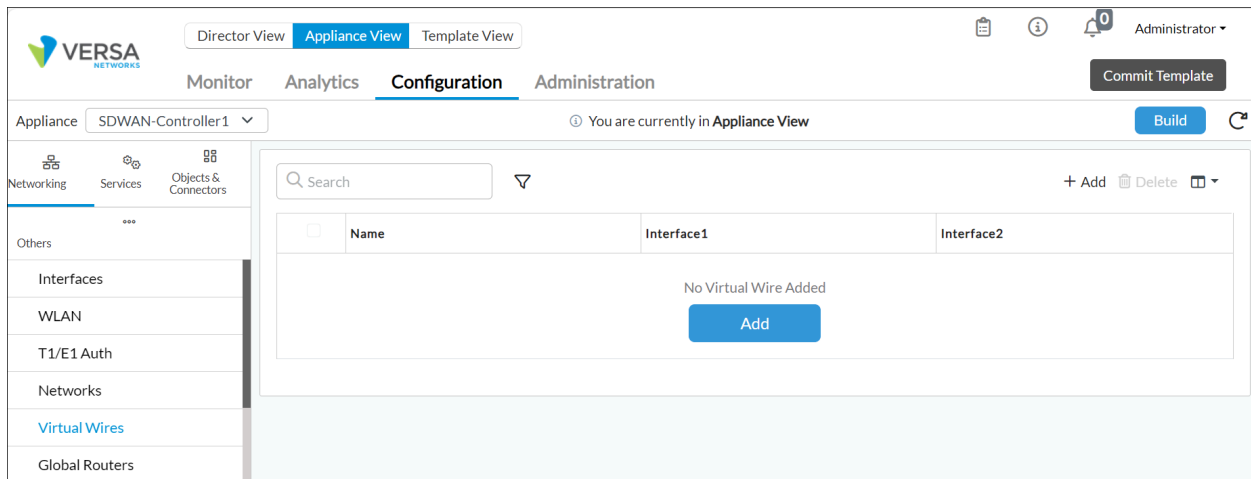 VERSA
NETWORKS
Director View Appliance View Template View
0
Administrator
Monitor Analytics Configuration Administration
Commit Template
Appliance SDWAN-Controller1
You are currently in Appliance View
Build
Networking Services Objects &
Connectors
Others
Interfaces
WLAN
T1/E1 Auth
Networks
Virtual Wires
Global Routers
Search
+ Add Delete
Name Interface1 Interface2
No Virtual Wire Added
Add